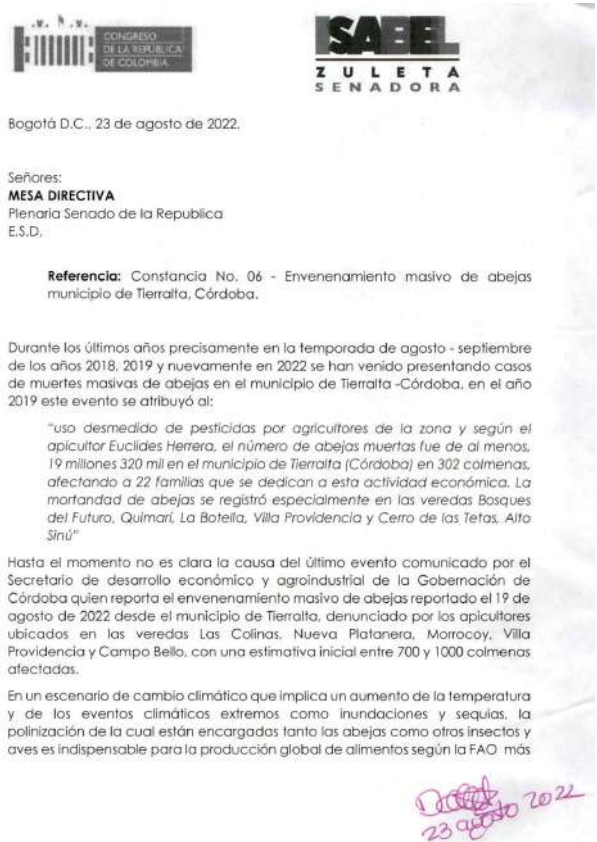 CONGRESO
DE LA REPÚBLICA
DE COLOMBIA
ISABEL
ZULETA
SENADORA
Bogotá D.C., 23 de agosto de 2022.
Señores:
MESA DIRECTIVA
Plenaria Senado de la Republica
E.S.D.
Referencia: Constancia No. 06 - Envenenamiento masivo de abejas
municipio de Tierralta, Córdoba.
Durante los últimos años precisamente en la temporada de agosto - septiembre
de los años 2018, 2019 y nuevamente en 2022 se han venido presentando casos
de muertes masivas de abejas en el municipio de Tierralta -Córdoba, en el año
2019 este evento se atribuyó al:
"uso desmedido de pesticidas por agricultores de la zona y según el
apicultor Euclides Herrera, el número de abejas muertas fue de al menos,
19 millones 320 mil en el municipio de Tierralta (Córdoba) en 302 colmenas,
afectando a 22 familias que se dedican a esta actividad económica. La
mortandad de abejas se registró especialmente en las veredas Bosques
del Futuro, Quimarí, La Botella, Villa Providencia y Cerro de las Tetas, Alto
Sinú"
Hasta el momento no es clara la causa del último evento comunicado por el
Secretario de desarrollo económico y agroindustrial de la Gobernación de
Córdoba quien reporta el envenenamiento masivo de abejas reportado el 19 de
agosto de 2022 desde el municipio de Tierralta, denunciado por los apicultores
ubicados en las veredas Las Colinas, Nueva Platanera, Morrocoy, Villa
Providencia y Campo Bello, con una estimativa inicial entre 700 y 1000 colmenas
afectadas.
En un escenario de cambio climático que implica un aumento de la temperatura
y de los eventos climáticos extremos como inundaciones y sequias, la
polinización de la cual están encargadas tanto las abejas como otros insectos y
aves es indispensable para la producción global de alimentos según la FAO más
23 agosto 2022